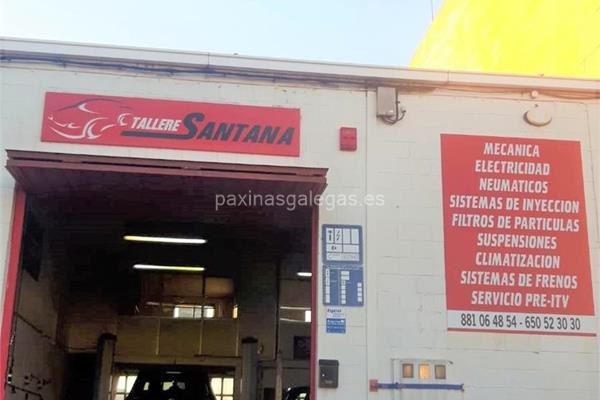 TALLERE SANTANA
paxinasgalegas.es
MECANICA
ELECTRICIDAD
NEUMATICOS
SISTEMAS DE INYECCION
FILTROS DE PARTICULAS
SUSPENSIONES
CLIMATIZACION
SISTEMAS DE FRENOS
SERVICIO PRE-ITV
881 06 48 54 - 650 52 30 30